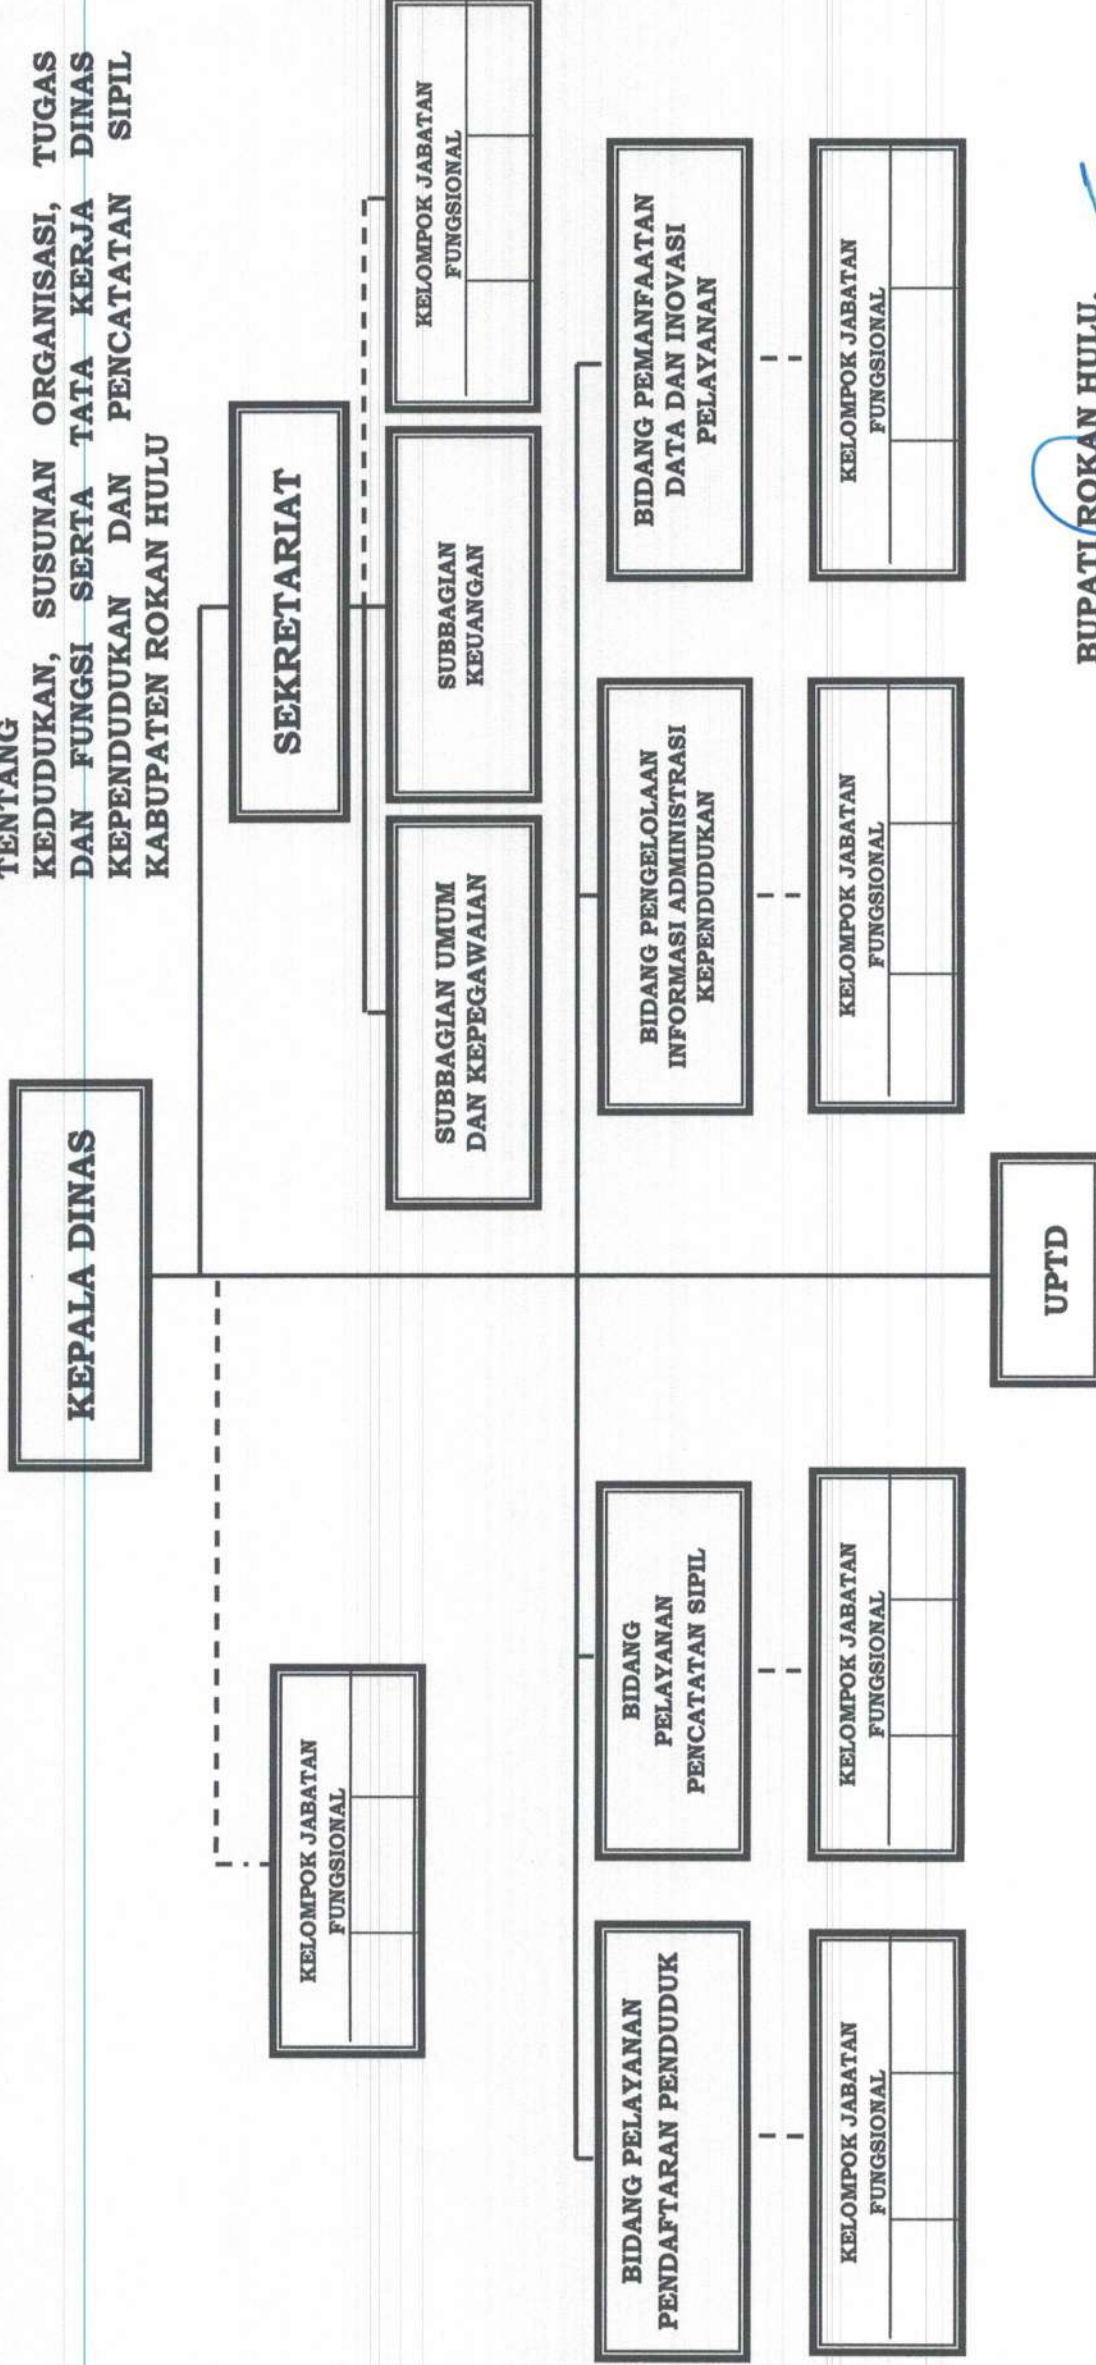 TENTANG
KEDUDUKAN, SUSUNAN ORGANISASI, TUGAS
DAN FUNGSI SERTA TATA KERJA DINAS
KEPENDUDUKAN DAN PENCATATAN SIPIL
KABUPATEN ROKAN HULU
KEPALA DINAS
SEKRETARIAT
KELOMPOK JABATAN
FUNGSIONAL
SUBBAGIAN UMUM
DAN KEPEGAWAIAN
SUBBAGIAN
KEUANGAN
KELOMPOK JABATAN
FUNGSIONAL
BIDANG PELAYANAN
PENDAFTARAN PENDUDUK
BIDANG
PELAYANAN
PENCATATAN SIPIL
BIDANG PENGELOLAAN
INFORMASI ADMINISTRASI
KEPENDUDUKAN
BIDANG PEMANFAATAN
DATA DAN INOVASI
PELAYANAN
KELOMPOK JABATAN
FUNGSIONAL
KELOMPOK JABATAN
FUNGSIONAL
KELOMPOK JABATAN
FUNGSIONAL
KELOMPOK JABATAN
FUNGSIONAL
UPTD
BUPATI ROKAN HULU,